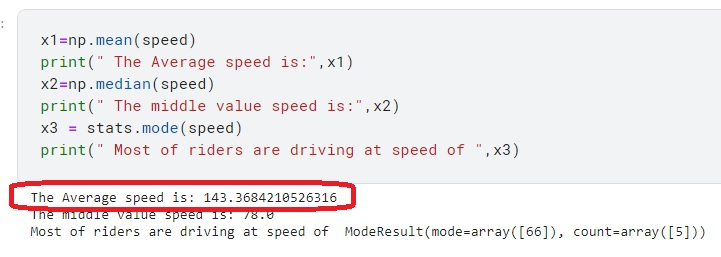 :
x1=np.mean(speed)
print(" The Average speed is:",x1)
x2=np.median(speed)
print(" The middle value speed is:",x2)
x3 = stats.mode(speed)
print(" Most of riders are driving at speed of ",x3)
The Average speed is: 143.3684210526316
The middle value speed is: 78.0
Most of riders are driving at speed of  ModeResult(mode=array([66]), count=array([5]))